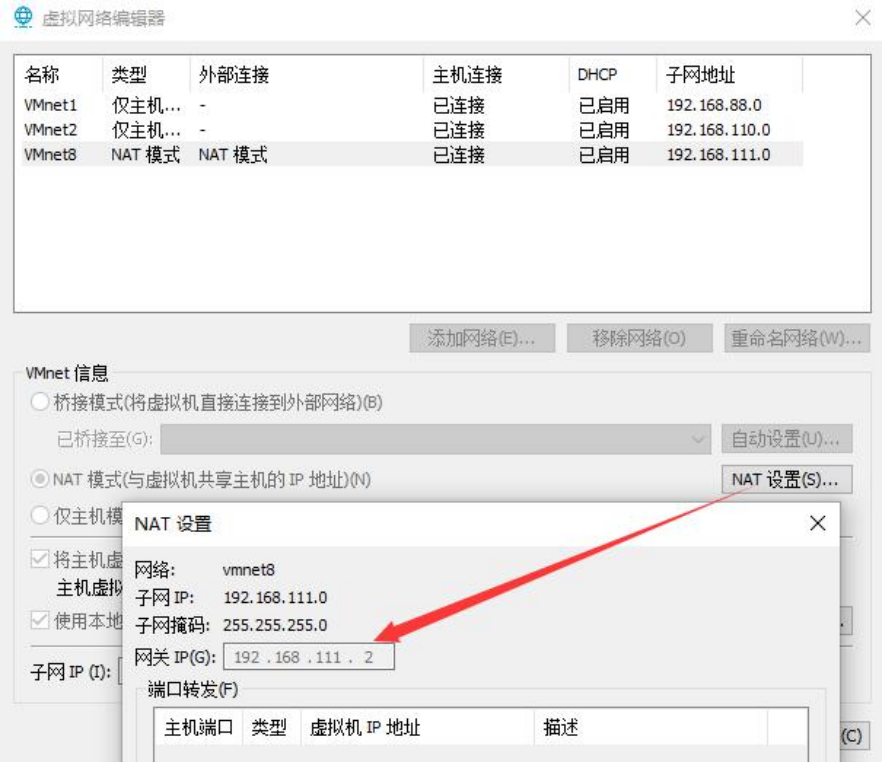 虚拟网络编辑器
名称 类型 外部连接 主机连接 DHCP 子网地址
VMnet1 仅主机... - 已连接 已启用 192.168.88.0
VMnet2 仅主机... - 已连接 已启用 192.168.110.0
VMnet8 NAT 模式 NAT 模式 已连接 已启用 192.168.111.0
添加网络(E)... 移除网络(O) 重命名网络(W)...
VMnet 信息
桥接模式(将虚拟机直接连接到外部网络)(B)
已桥接至(G): 自动设置(U)...
NAT 模式(与虚拟机共享主机的 IP 地址)(N) NAT 设置(S)...
仅主机模
NAT 设置
将主机虚
网络: vmnet8
主机虚拟
子网 IP: 192.168.111.0
使用本地
子网掩码: 255.255.255.0
网关 IP(G): 192 .168 .111 . 2
子网 IP (I):
端口转发(F)
主机端口 类型 虚拟机 IP 地址 描述
(C)